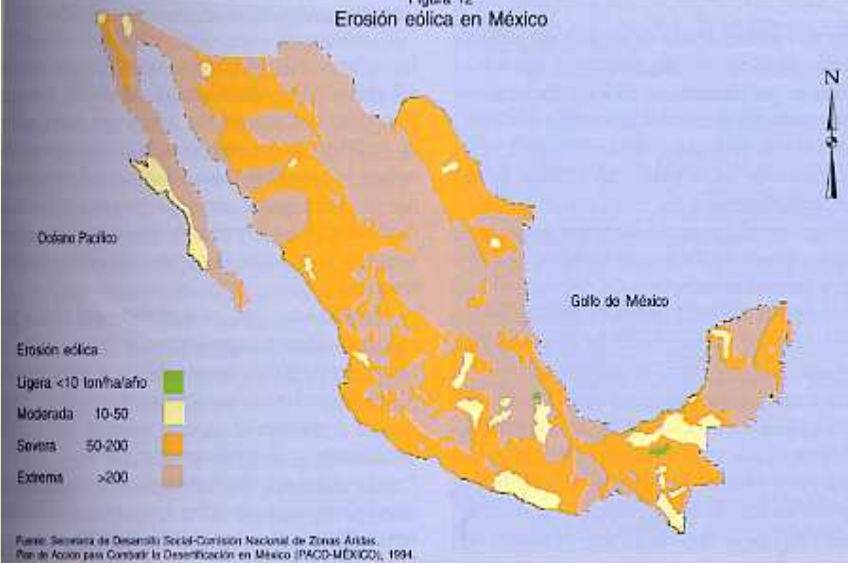 Figura 12
Erosión eólica en México
N
Océano Pacífico
Golfo de México
Erosión eólica
Ligera <10 ton/ha/año
Moderada 10-50
Severa 50-200
Extrema >200
Fuente: Secretaría de Desarrollo Social-Comisión Nacional de Zonas Áridas.
Plan de Acción para Combatir la Desertificación en México (PACD-MÉXICO), 1994.